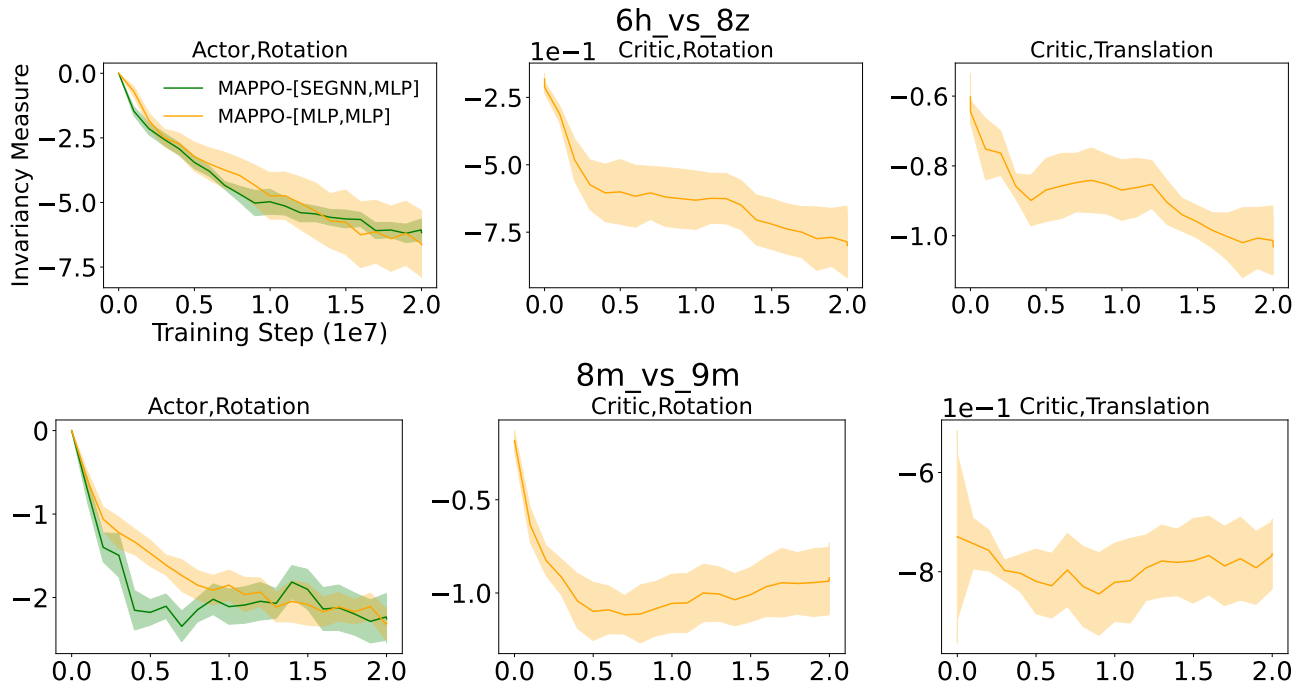 6h_vs_8z
Actor,Rotation
1e−1
Critic,Rotation
Critic,Translation
Invariancy Measure
0.0
−2.5
−5.0
−7.5
MAPPO-[SEGNN,MLP]
MAPPO-[MLP,MLP]
−2.5
−5.0
−7.5
−0.6
−0.8
−1.0
0.0 0.5 1.0 1.5 2.0
0.0 0.5 1.0 1.5 2.0
0.0 0.5 1.0 1.5 2.0
Training Step (1e7)
8m_vs_9m
Actor,Rotation
Critic,Rotation
1e−1 Critic,Translation
0
−1
−2
−0.5
−1.0
−6
−8
0.0 0.5 1.0 1.5 2.0
0.0 0.5 1.0 1.5 2.0
0.0 0.5 1.0 1.5 2.0